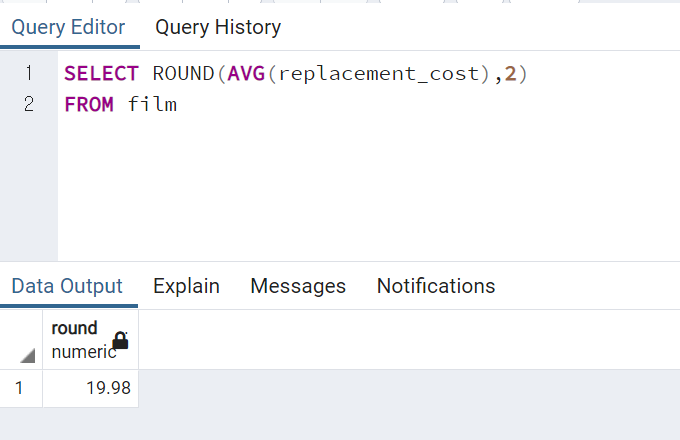 Query Editor Query History
1 SELECT ROUND(AVG(replacement_cost),2)
2 FROM film
Data Output Explain Messages Notifications
round
numeric
1 19.98